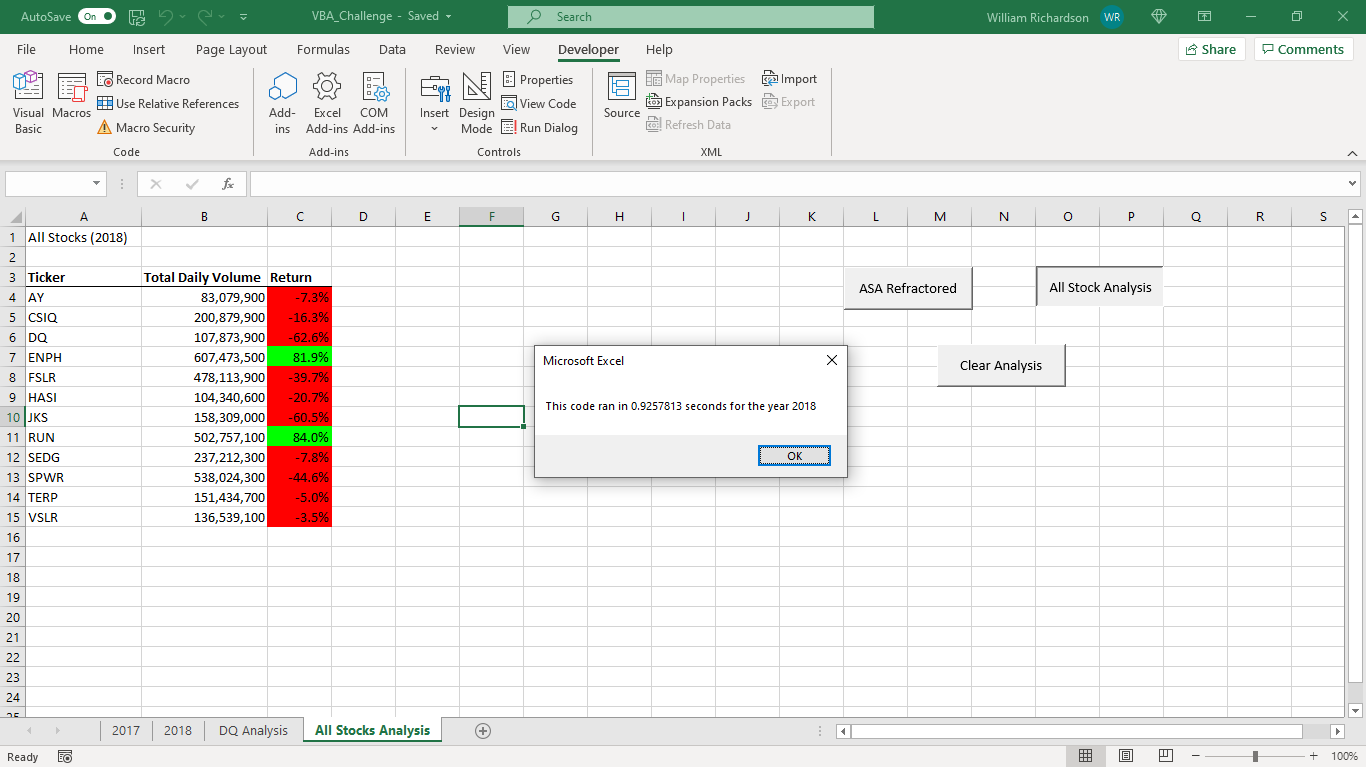 AutoSave On VBA_Challenge - Saved Search William Richardson WR
File Home Insert Page Layout Formulas Data Review View Developer Help Share Comments
Visual Basic
Macros
Record Macro
Use Relative References
Macro Security
Code
Add-ins
Excel Add-ins
COM Add-ins
Add-ins
Insert
Design Mode
Properties
View Code
Run Dialog
Controls
Source
Map Properties
Expansion Packs
Refresh Data
Import
Export
XML
fx
A B C D E F G H I J K L M N O P Q R S
1 All Stocks (2018)
2
3 Ticker Total Daily Volume Return
4 AY 83,079,900 -7.3%
5 CSIQ 200,879,900 -16.3%
6 DQ 107,873,900 -62.6%
7 ENPH 607,473,500 81.9%
8 FSLR 478,113,900 -39.7%
9 HASI 104,340,600 -20.7%
10 JKS 158,309,000 -60.5%
11 RUN 502,757,100 84.0%
12 SEDG 237,212,300 -7.8%
13 SPWR 538,024,300 -44.6%
14 TERP 151,434,700 -5.0%
15 VSLR 136,539,100 -3.5%
16
17
18
19
20
21
22
23
24
25
ASA Refractored
All Stock Analysis
Clear Analysis
Microsoft Excel
This code ran in 0.9257813 seconds for the year 2018
OK
2017 2018 DQ Analysis All Stocks Analysis
Ready 100%